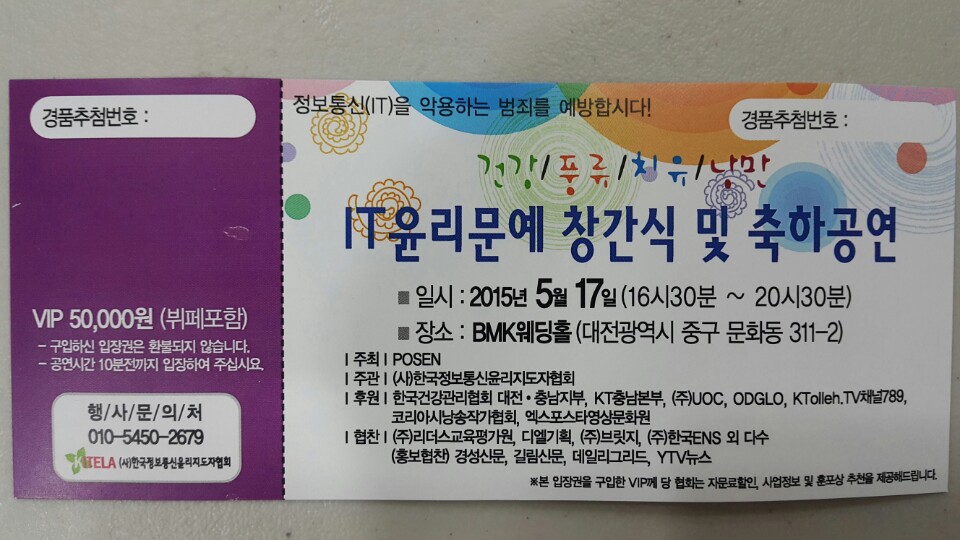 경품추첨번호 :
VIP 50,000원 (뷔페포함)
- 구입하신 입장권은 환불되지 않습니다.
- 공연시간 10분전까지 입장하여 주십시요.
행/사/문/의/처
010-5450-2679
KITELA (사)한국정보통신윤리지도자협회
정보통신(IT)을 악용하는 범죄를 예방합시다!
경품추첨번호 :
건강/풍류/치유/낭만
IT윤리문예 창간식 및 축하공연
■ 일시 : 2015년 5월 17일(16시30분 ~ 20시30분)
■ 장소 : BMK웨딩홀 (대전광역시 중구 문화동 311-2)
| 주최 | POSEN
| 주관 | (사)한국정보통신윤리지도자협회
| 후원 | 한국건강관리협회 대전·충남지부, KT충남본부, (주)UOC, ODGLO, KTolleh.TV채널789,
코리아시낭송작가협회, 엑스포스타영상문화원
| 협찬 | (주)리더스교육평가원, 디엘기획, (주)브릿지, (주)한국ENS 외 다수
(홍보협찬) 경성신문, 길림신문, 데일리그리드, YTV뉴스
※본 입장권을 구입한 VIP께 당 협회는 자문료할인, 사업정보 및 훈포상 추천을 제공해드립니다.